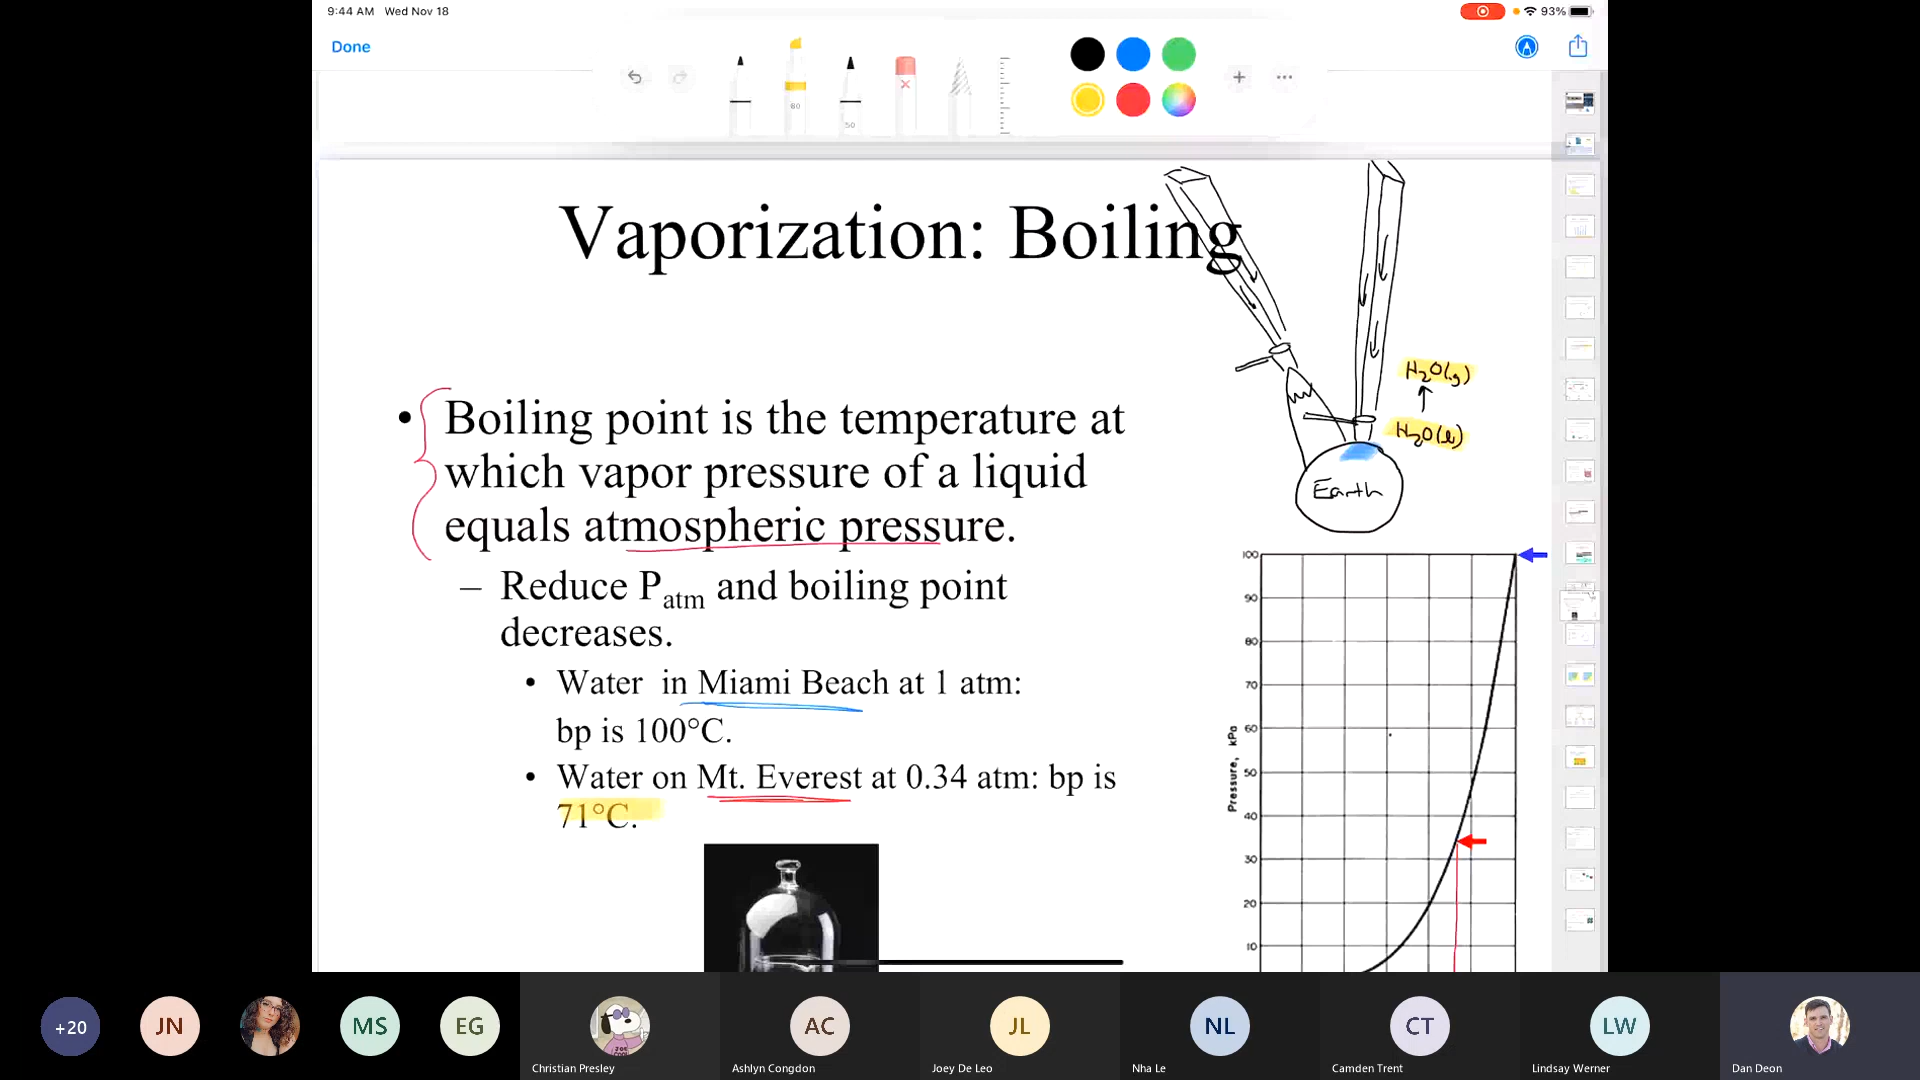 9:44 AM Wed Nov 18
93%
Done
80
50
Vaporization: Boiling
H₂O(g)
H₂O(l)
Earth
• Boiling point is the temperature at
which vapor pressure of a liquid
equals atmospheric pressure.
– Reduce Patm and boiling point
decreases.
• Water in Miami Beach at 1 atm:
bp is 100°C.
• Water on Mt. Everest at 0.34 atm: bp is
71°C.
Pressure, kPa
100
90
80
70
60
50
40
30
20
10
+20
JN
MS
EG
Christian Presley
AC
Ashlyn Congdon
JL
Joey De Leo
NL
Nha Le
CT
Camden Trent
LW
Lindsay Werner
Dan Deon